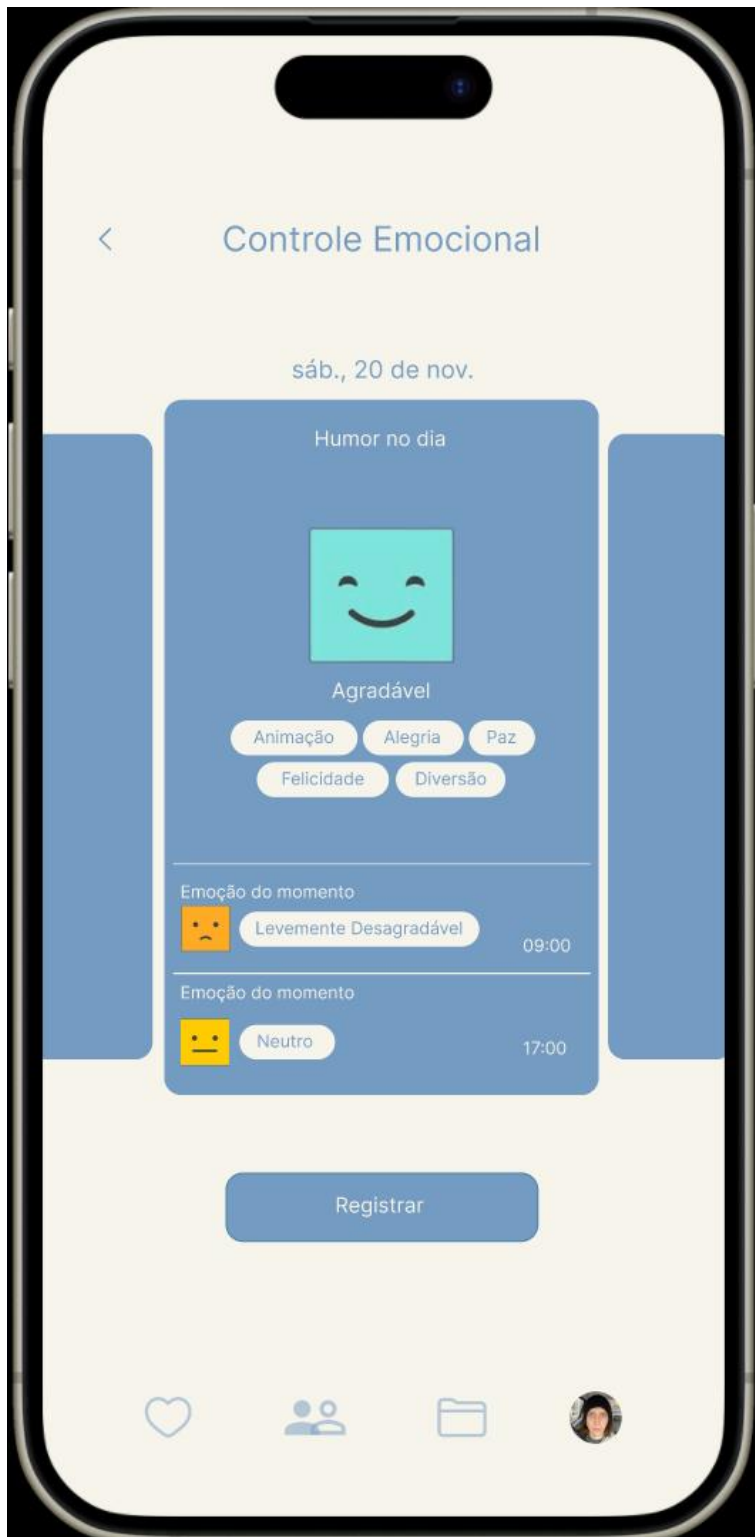 Controle Emocional
sáb., 20 de nov.
Humor no dia
Agradável
Animação Alegria Paz
Felicidade Diversão
Emoção do momento
Levemente Desagradável 09:00
Emoção do momento
Neutro 17:00
Registrar